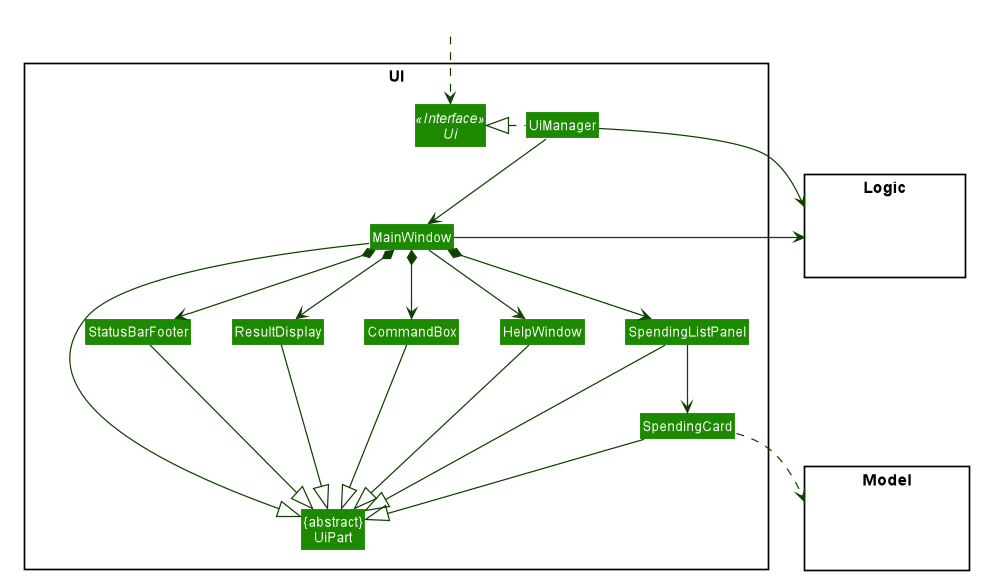 UI
«Interface»
Ui
UiManager
Logic
MainWindow
StatusBarFooter
ResultDisplay
CommandBox
HelpWindow
SpendingListPanel
SpendingCard
Model
{abstract}
UiPart